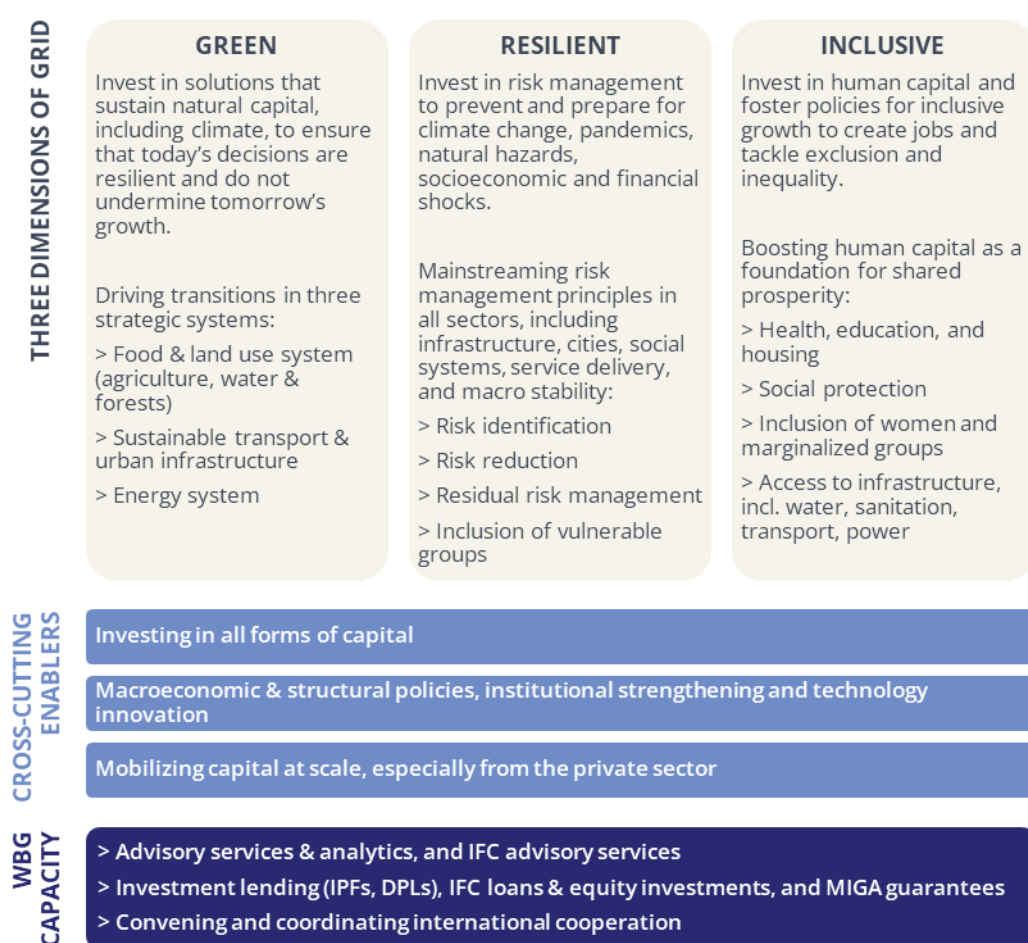 THREE DIMENSIONS OF GRID
GREEN
Invest in solutions that
sustain natural capital,
including climate, to ensure
that today's decisions are
resilient and do not
undermine tomorrow's
growth.
Driving transitions in three
strategic systems:
> Food & land use system
(agriculture, water &
forests)
> Sustainable transport &
urban infrastructure
> Energy system
RESILIENT
Invest in risk management
to prevent and prepare for
climate change, pandemics,
natural hazards,
socioeconomic and financial
shocks.
Mainstreaming risk
management principles in
all sectors, including
infrastructure, cities, social
systems, service delivery,
and macro stability:
> Risk identification
> Risk reduction
> Residual risk management
> Inclusion of vulnerable
groups
INCLUSIVE
Invest in human capital and
foster policies for inclusive
growth to create jobs and
tackle exclusion and
inequality.
Boosting human capital as a
foundation for shared
prosperity:
> Health, education, and
housing
> Social protection
> Inclusion of women and
marginalized groups
> Access to infrastructure,
incl. water, sanitation,
transport, power
CROSS-CUTTING
ENABLERS
Investing in all forms of capital
Macroeconomic & structural policies, institutional strengthening and technology
innovation
Mobilizing capital at scale, especially from the private sector
WBG
CAPACITY
> Advisory services & analytics, and IFC advisory services
> Investment lending (IPFs, DPLs), IFC loans & equity investments, and MIGA guarantees
> Convening and coordinating international cooperation